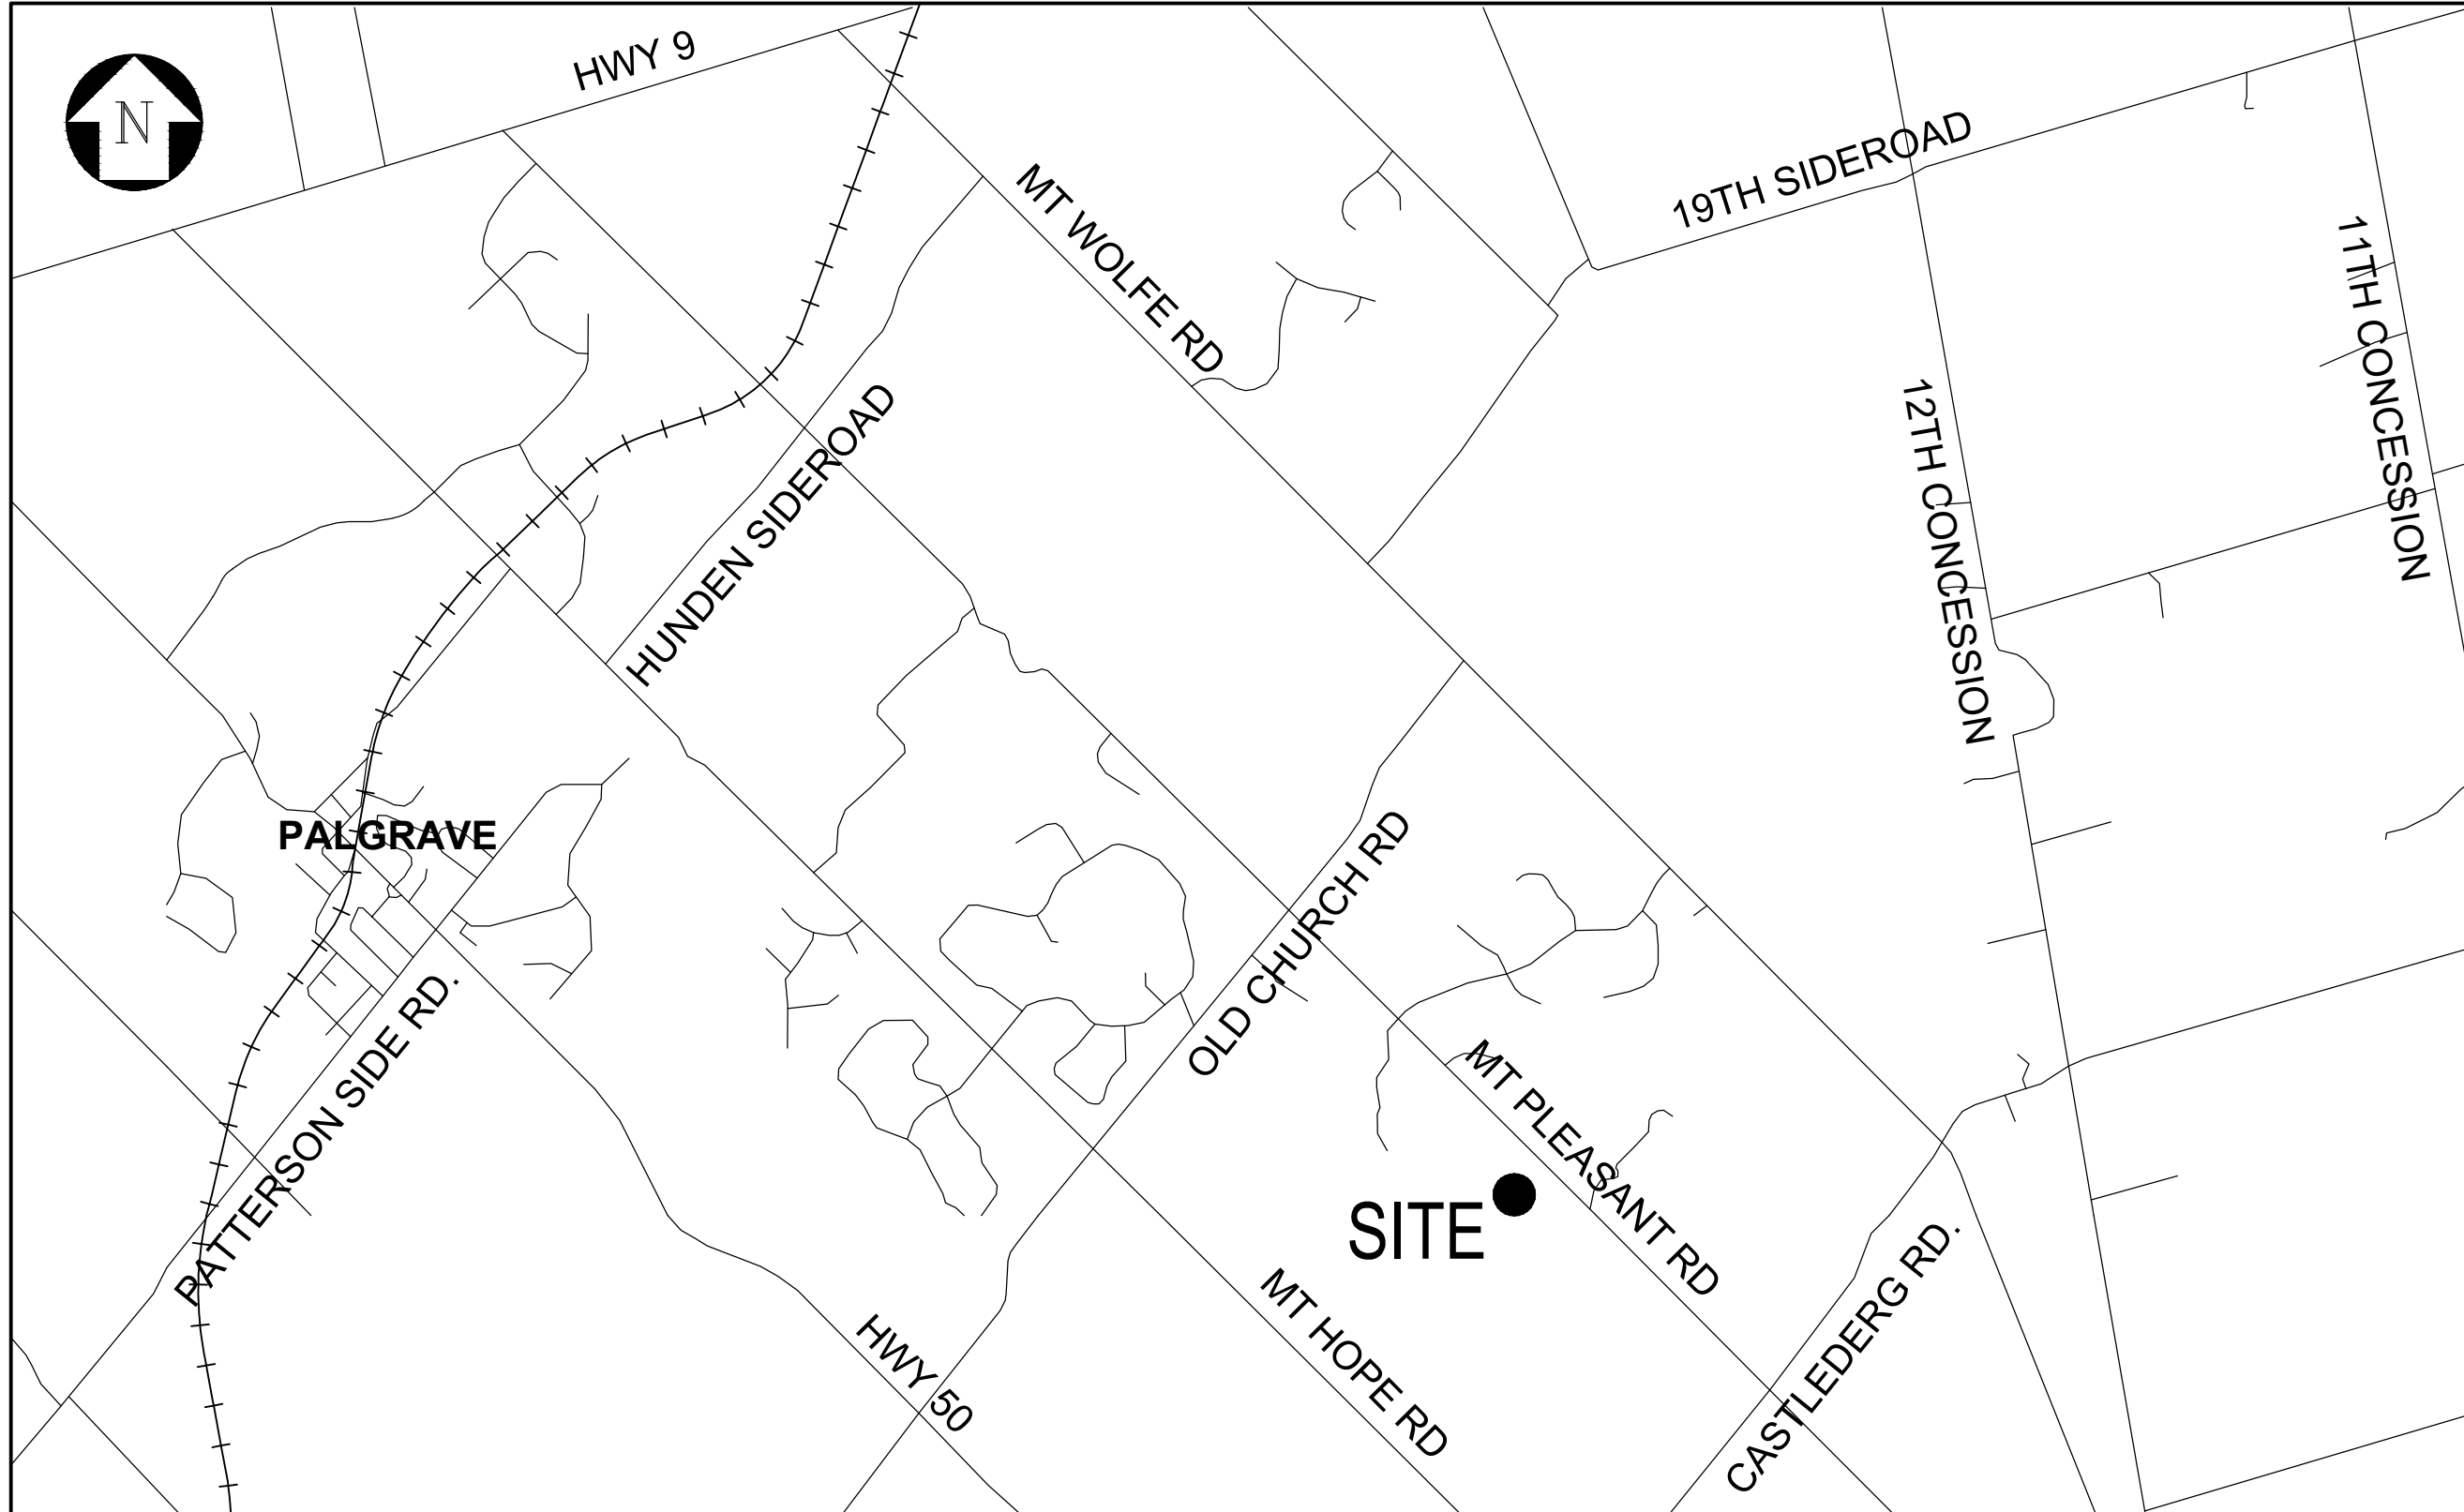 HWY 9
N
19TH SIDEROAD
MT WOLFE RD
11TH CONCESSION
12TH CONCESSION
HUNDEN SIDEROAD
PALGRAVE
OLD CHURCH RD
PATTERSON SIDE RD.
MT PLEASANT RD
SITE
CASTLEDERG RD.
MT HOPE RD
HWY 50